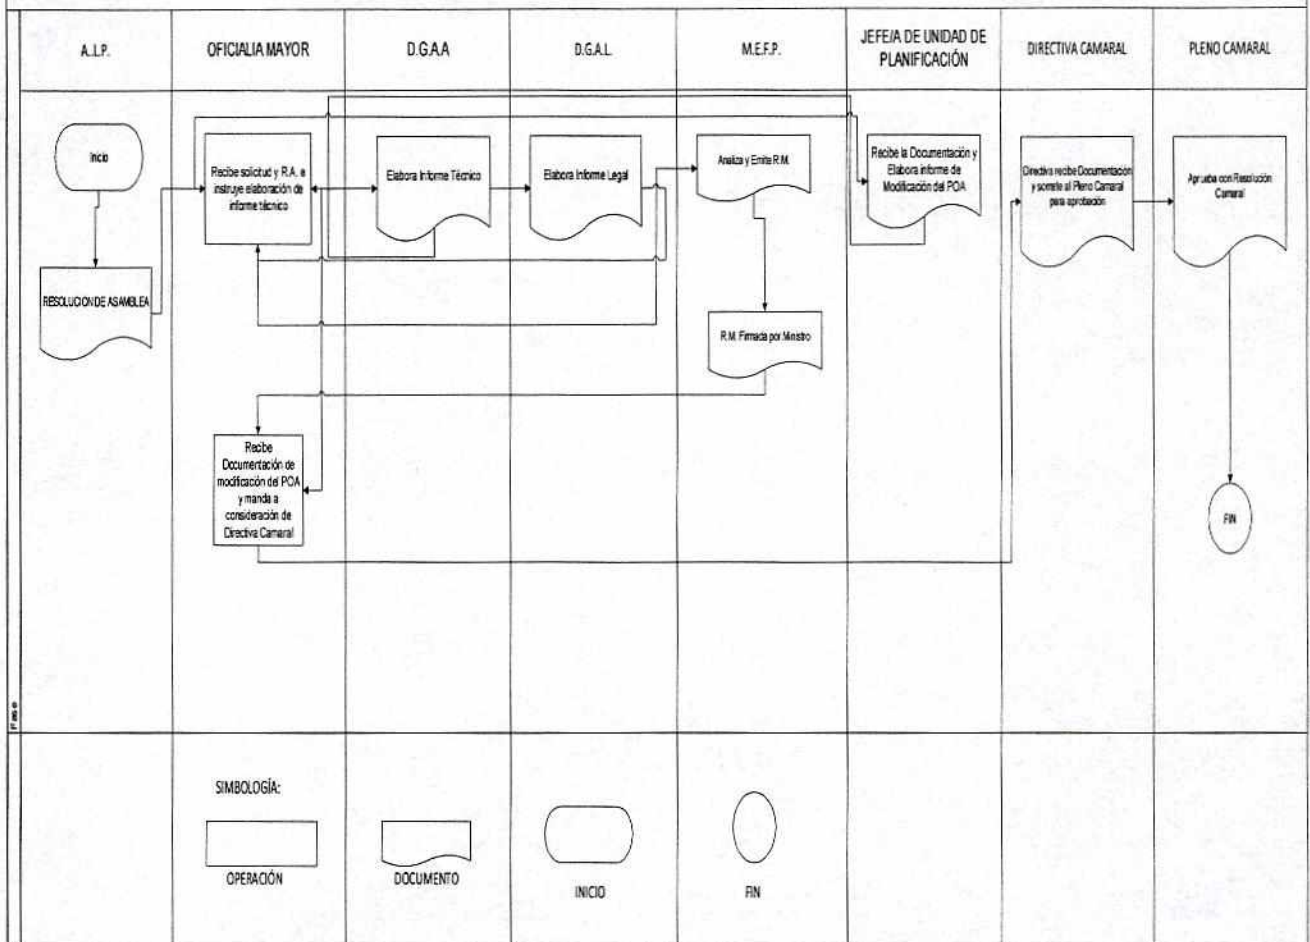 A.L.P.
OFICIALIA MAYOR
D.G.A.A
D.G.A.L.
M.E.F.P.
JEFE/A DE UNIDAD DE
PLANIFICACIÓN
DIRECTIVA CAMARAL
PLENO CAMARAL
Inicio
RESOLUCION DE ASAMBLEA
Recibe solicitud y R.A. e
instruye elaboración de
informe técnico
Elabora Informe Técnico
Elabora Informe Legal
Analiza y Emite R.M.
R.M. Firmada por Ministro
Recibe la Documentación y
Elabora informe de
Modificación del POA
Directiva recibe Documentación
y somete al Pleno Camaral
para aprobación
Aprueba con Resolución
Camaral
Recibe
Documentación de
modificación del POA
y manda a
consideración de
Directiva Camaral
FIN
Fase
SIMBOLOGÍA:
OPERACIÓN
DOCUMENTO
INICIO
FIN